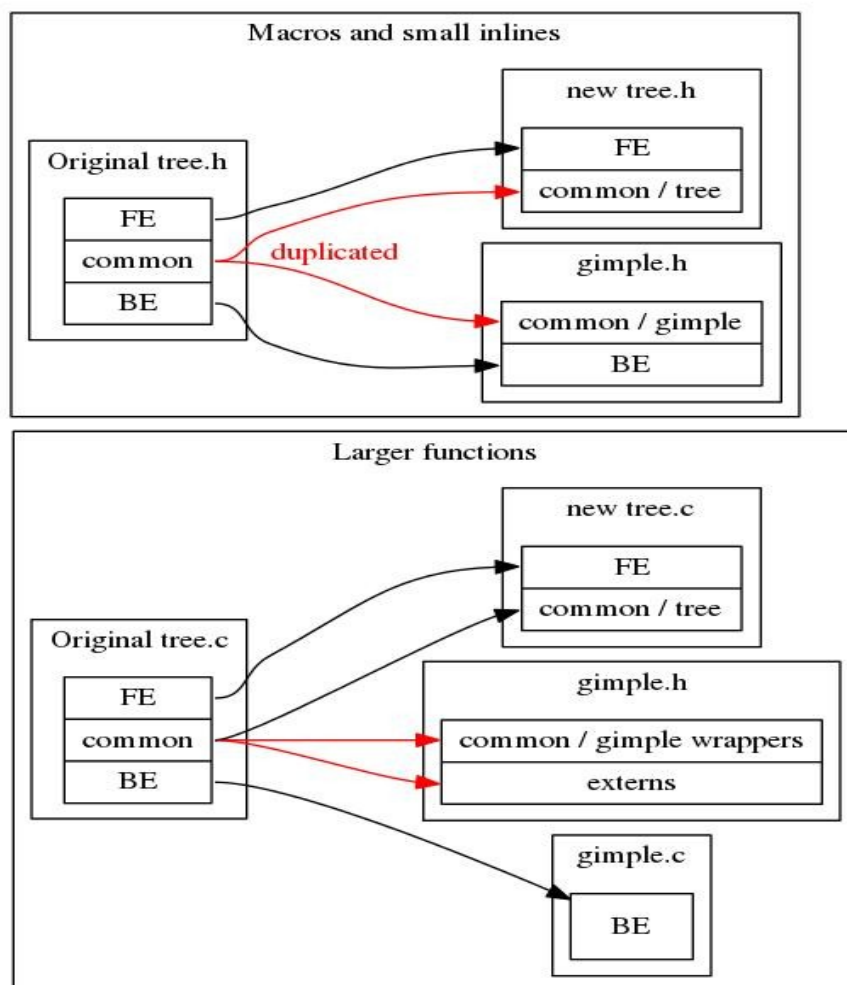 Macros and small inlines
new tree.h
FE
common / tree
Original tree.h
FE
common
BE
duplicated
gimple.h
common / gimple
BE
Larger functions
new tree.c
FE
common / tree
Original tree.c
FE
common
BE
gimple.h
common / gimple wrappers
externs
gimple.c
BE